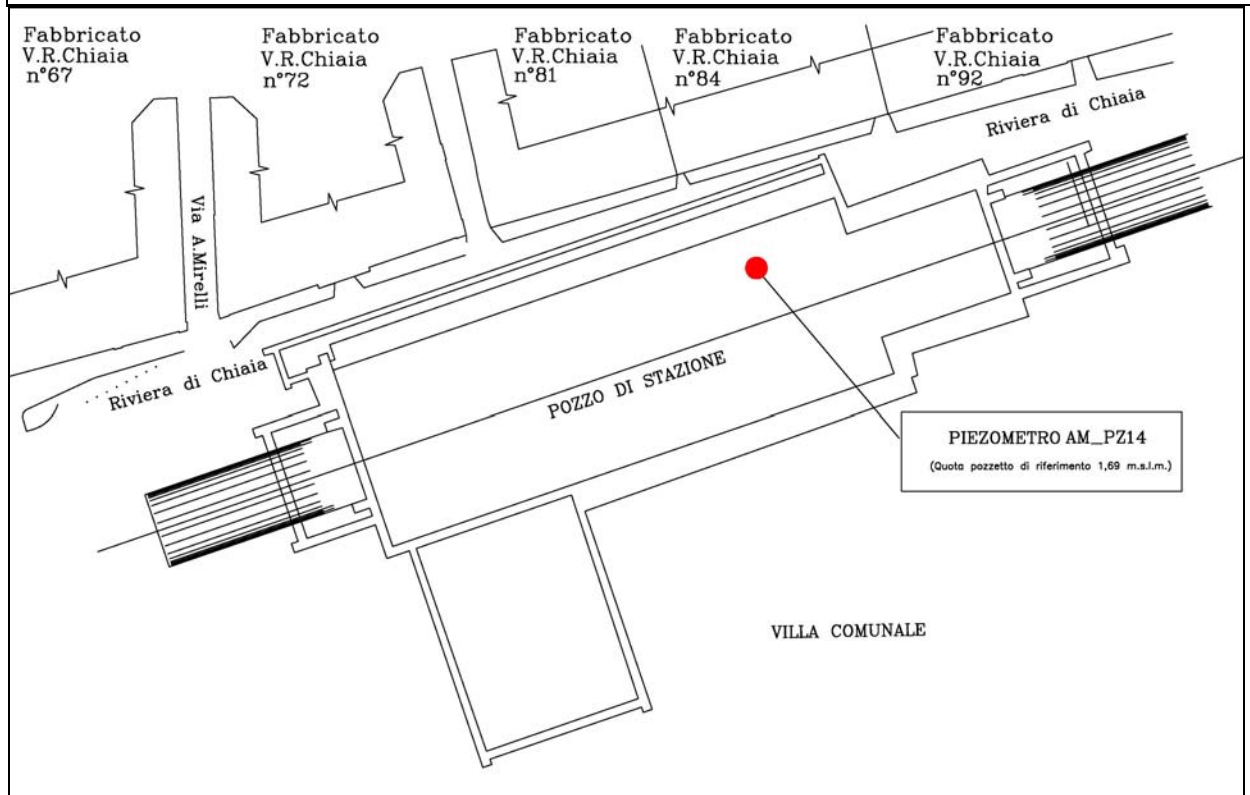 Fabbricato
V.R.Chiaia
n°67
Fabbricato
V.R.Chiaia
n°72
Fabbricato
V.R.Chiaia
n°81
Fabbricato
V.R.Chiaia
n°84
Fabbricato
V.R.Chiaia
n°92
Riviera di Chiaia
Via A.Mirelli
Riviera di Chiaia
POZZO DI STAZIONE
PIEZOMETRO AM_PZ14
(Quota pozzetto di riferimento 1,69 m.s.l.m.)
VILLA COMUNALE